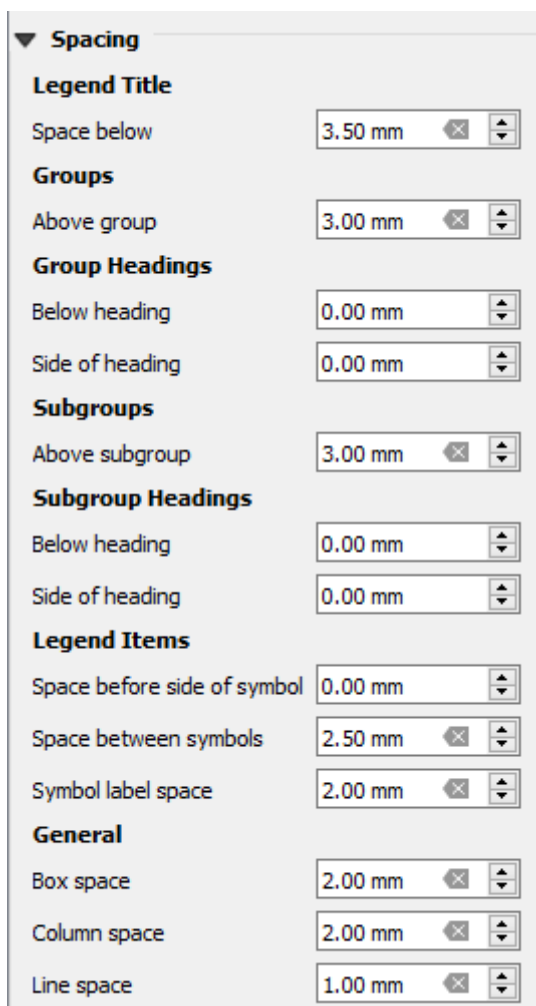 Spacing
Legend Title
Space below 3.50 mm
Groups
Above group 3.00 mm
Group Headings
Below heading 0.00 mm
Side of heading 0.00 mm
Subgroups
Above subgroup 3.00 mm
Subgroup Headings
Below heading 0.00 mm
Side of heading 0.00 mm
Legend Items
Space before side of symbol 0.00 mm
Space between symbols 2.50 mm
Symbol label space 2.00 mm
General
Box space 2.00 mm
Column space 2.00 mm
Line space 1.00 mm